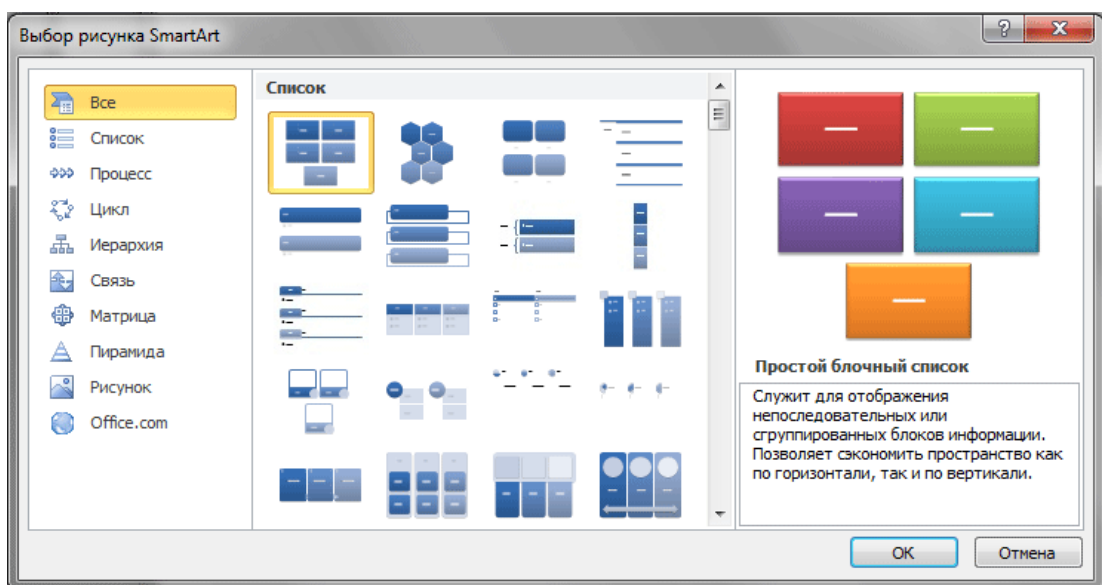 Выбор рисунка SmartArt
Все
Список
Процесс
Цикл
Иерархия
Связь
Матрица
Пирамида
Рисунок
Office.com
Список
Простой блочный список
Служит для отображения
непоследовательных или
сгруппированных блоков информации.
Позволяет сэкономить пространство как
по горизонтали, так и по вертикали.
ОК
Отмена